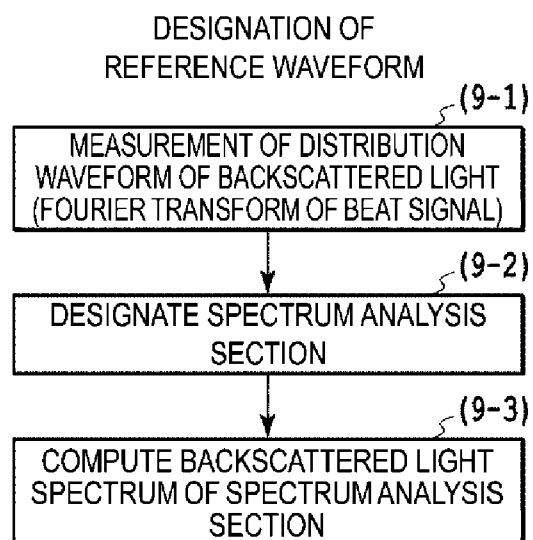 DESIGNATION OF
REFERENCE WAVEFORM
(9-1)
MEASUREMENT OF DISTRIBUTION
WAVEFORM OF BACKSCATTERED LIGHT
(FOURIER TRANSFORM OF BEAT SIGNAL)
(9-2)
DESIGNATE SPECTRUM ANALYSIS
SECTION
(9-3)
COMPUTE BACKSCATTERED LIGHT
SPECTRUM OF SPECTRUM ANALYSIS
SECTION